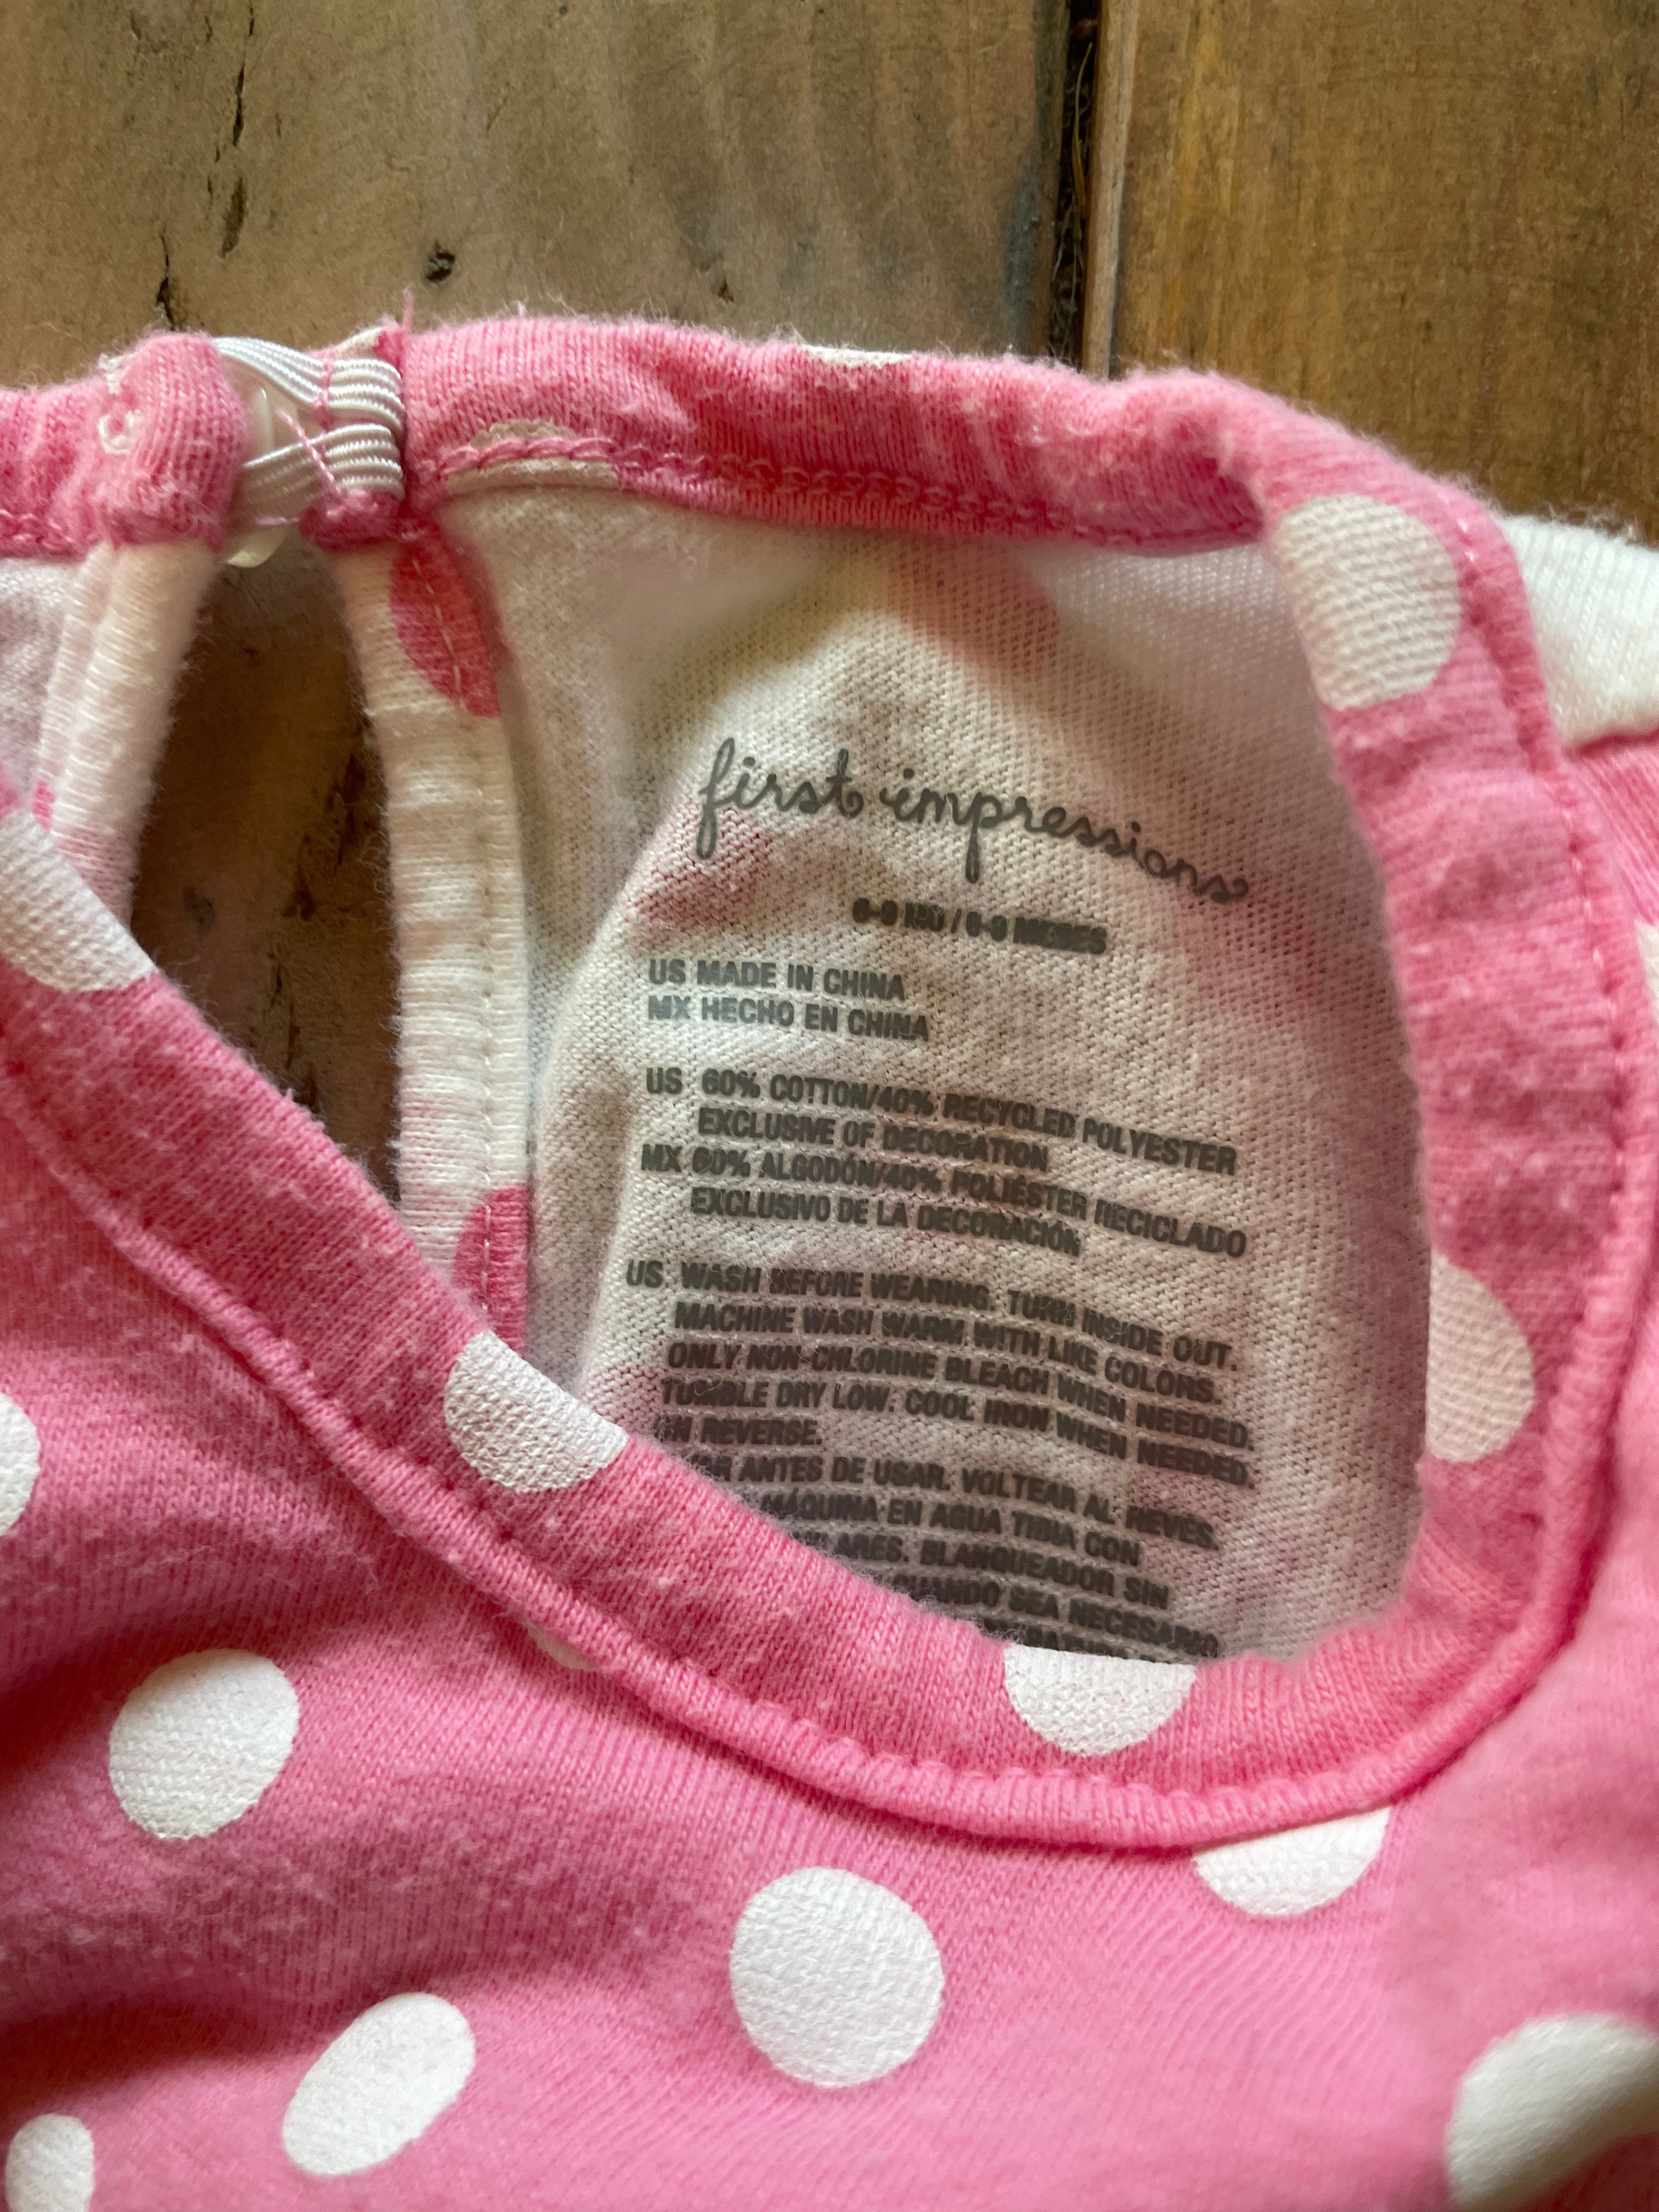 first impressions
US MADE IN CHINA
MX HECHO EN CHINA
US 60% COTTON/40% RECYCLED POLYESTER
EXCLUSIVE OF DECORATION
MX 60% ALGODÓN/40% POLIÉSTER RECICLADO
EXCLUSIVO DE LA DECORACIÓN
US WASH BEFORE WEARING. TURN INSIDE OUT.
MACHINE WASH WARM, WITH LIKE COLORS.
ONLY NON-CHLORINE BLEACH WHEN NEEDED.
TUMBLE DRY LOW. COOL IRON WHEN NEEDED.
REVERSE.
ANTES DE USAR. VOLTEAR AL REVES.
MÁQUINA EN AGUA TIBIA CON
BLANQUEADOR SIN
CUANDO SEA NECESARIO